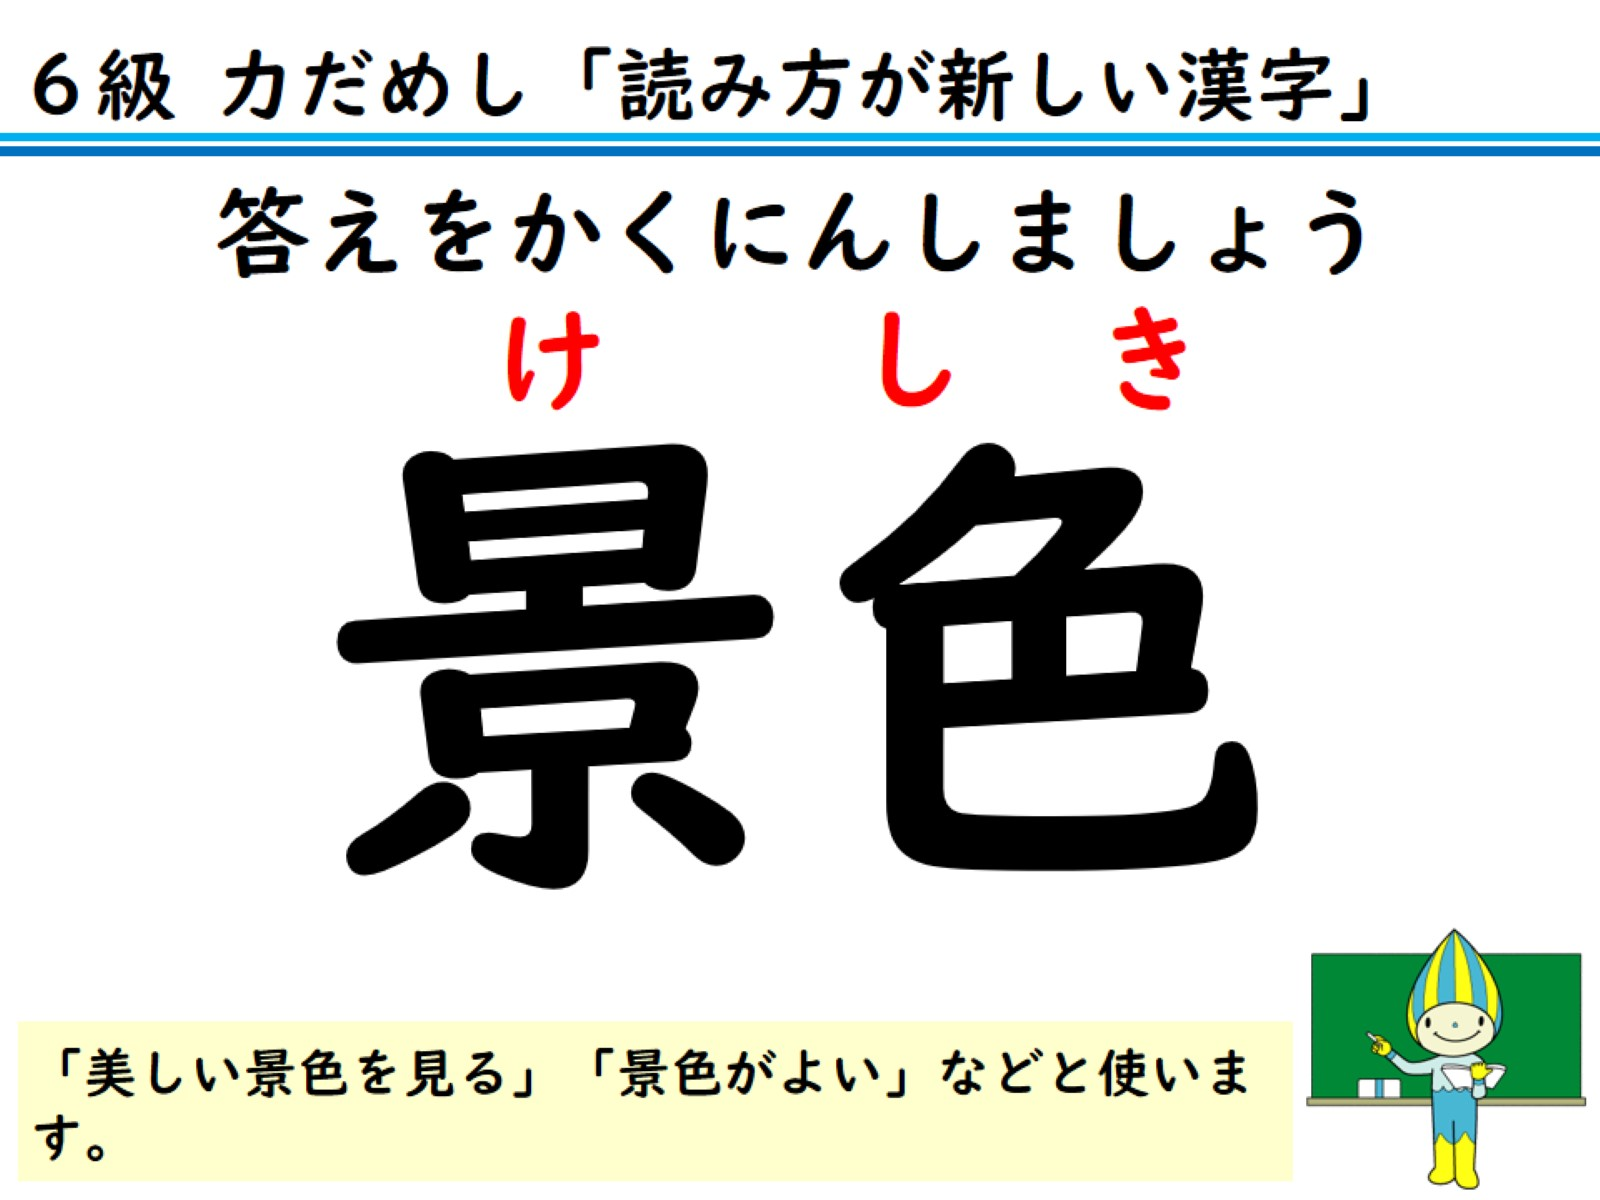 ６級 力だめし「読み方が新しい漢字」
答えをかくにんしましょう
け しき
景色
「美しい景色を見る」「景色がよい」などと使いま
す。